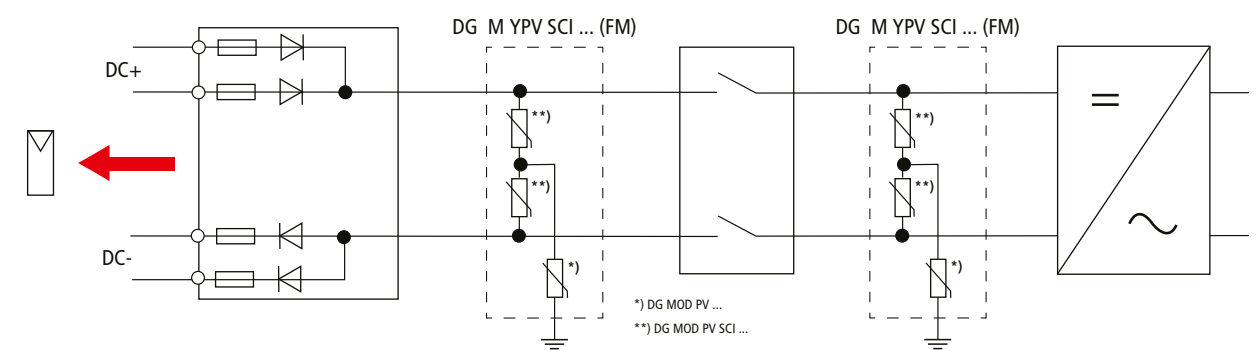 DG M YPV SCI ... (FM)
DG M YPV SCI ... (FM)
DC+
**)
**)
**)
**)
DC-
*)
*)
*) DG MOD PV ...
**) DG MOD PV SCI ...